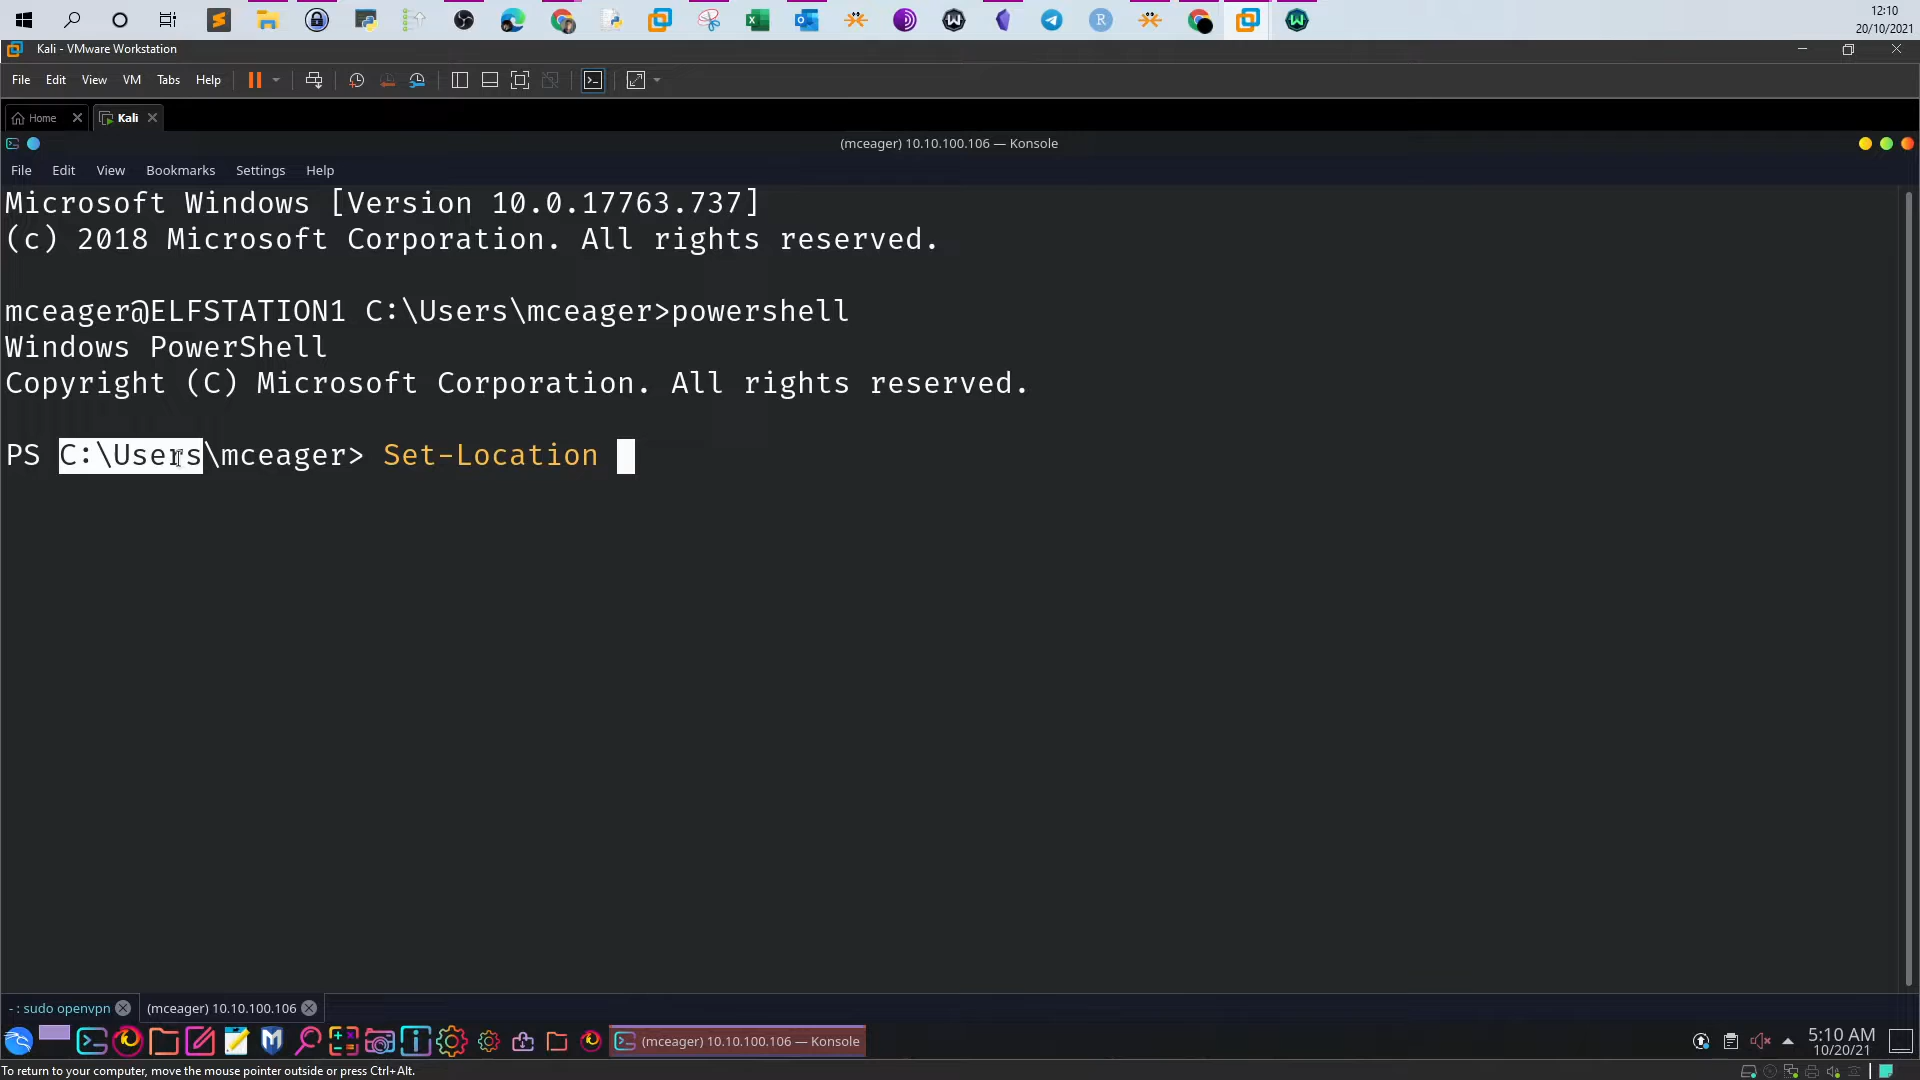 12:10
20/10/2021
Kali - VMware Workstation
File Edit View VM Tabs Help
Home Kali
(mceager) 10.10.100.106 — Konsole
File Edit View Bookmarks Settings Help
Microsoft Windows [Version 10.0.17763.737]
(c) 2018 Microsoft Corporation. All rights reserved.
mceager@ELFSTATION1 C:\Users\mceager>powershell
Windows PowerShell
Copyright (C) Microsoft Corporation. All rights reserved.
PS C:\Users\mceager> Set-Location
- : sudo openvpn (mceager) 10.10.100.106
(mceager) 10.10.100.106 — Konsole
5:10 AM
10/20/21
To return to your computer, move the mouse pointer outside or press Ctrl+Alt.